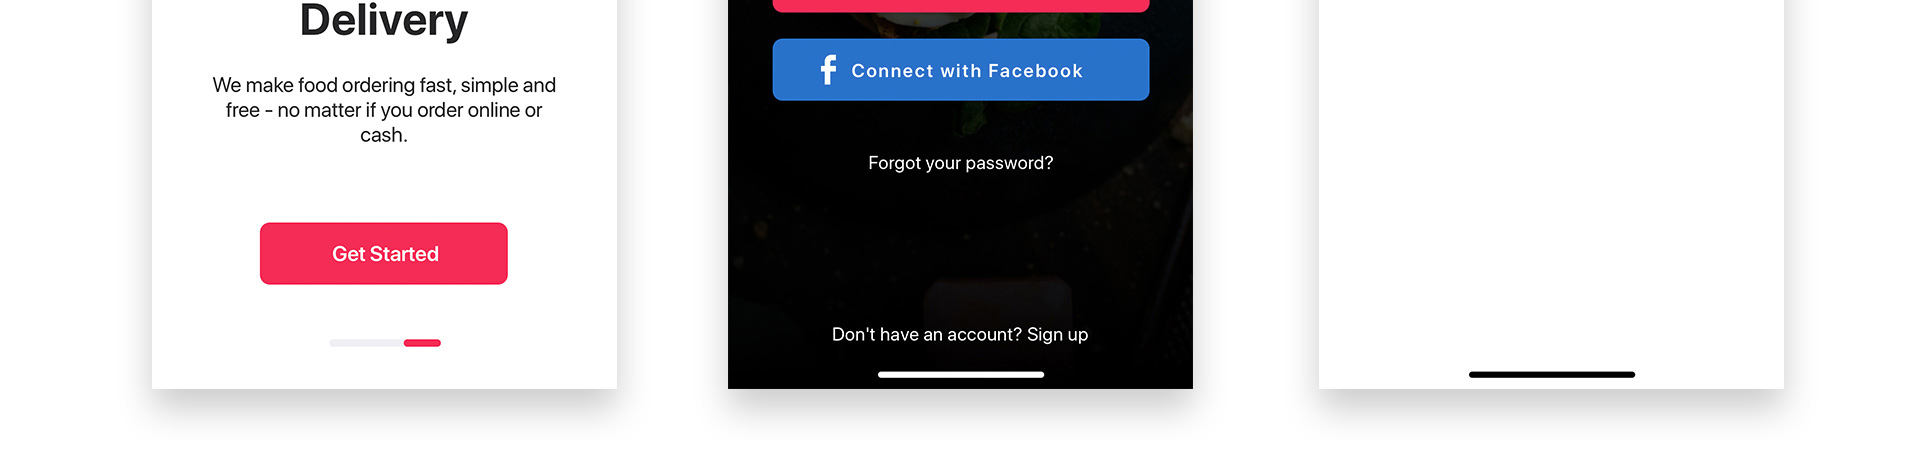 Delivery
We make food ordering fast, simple and
free - no matter if you order online or
cash.
Get Started
Connect with Facebook
Forgot your password?
Don't have an account? Sign up